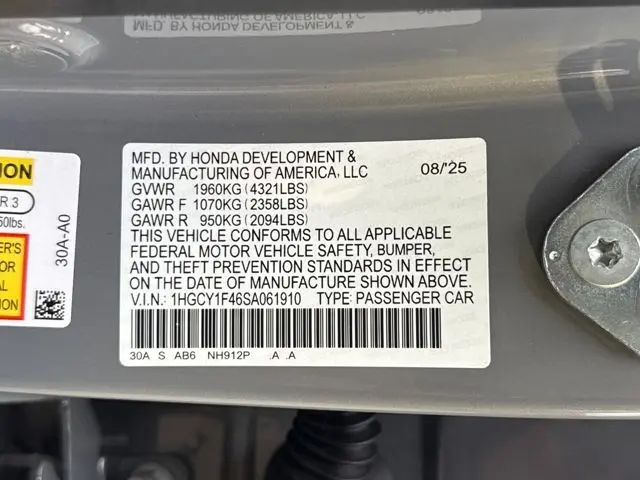 MFD. BY HONDA DEVELOPMENT &
MANUFACTURING OF AMERICA, LLC 08/'25
GVWR 1960KG (4321LBS)
GAWR F 1070KG (2358LBS)
GAWR R 950KG (2094LBS)
THIS VEHICLE CONFORMS TO ALL APPLICABLE
FEDERAL MOTOR VEHICLE SAFETY, BUMPER,
AND THEFT PREVENTION STANDARDS IN EFFECT
ON THE DATE OF MANUFACTURE SHOWN ABOVE.
V.I.N.: 1HGCY1F46SA061910 TYPE: PASSENGER CAR
30A S AB6 NH912P .A .A
R 3
50lbs.
30A-A0